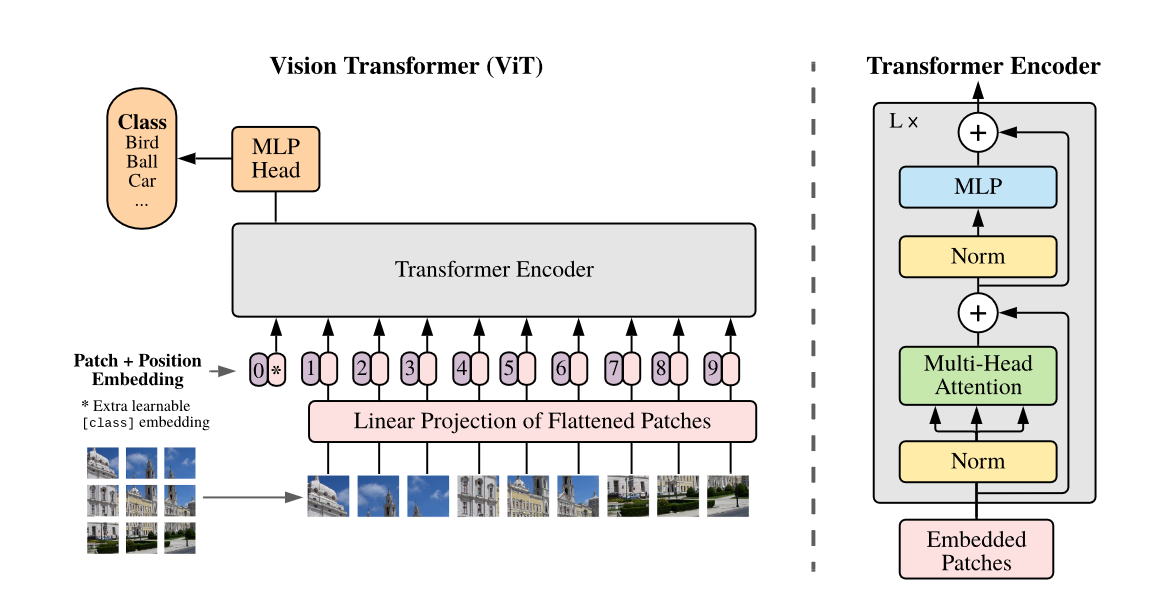 Vision Transformer (ViT)
Class
Bird
Ball
Car
...
MLP
Head
Transformer Encoder
0 * 1 2 3 4 5 6 7 8 9
Patch + Position
Embedding
* Extra learnable
[class] embedding
Linear Projection of Flattened Patches
Transformer Encoder
L x
+
MLP
Norm
+
Multi-Head
Attention
Norm
Embedded
Patches